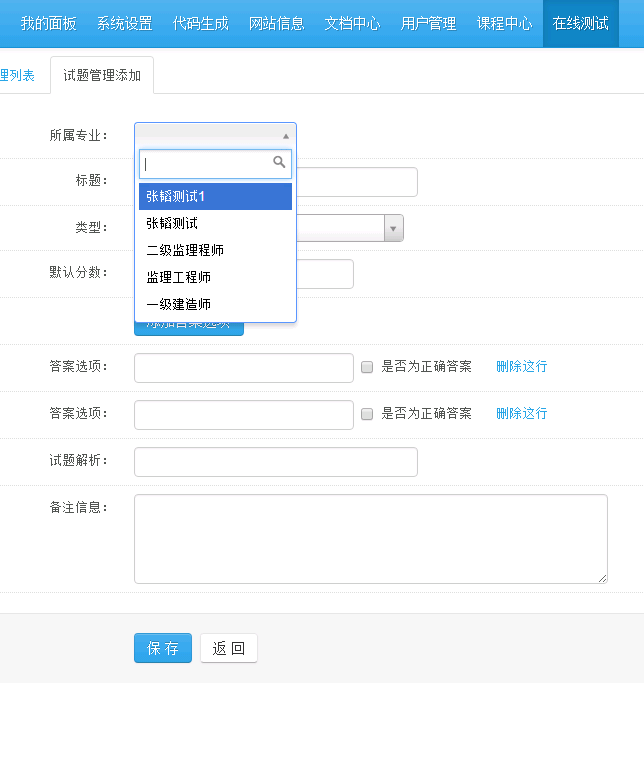 我的面板 系统设置 代码生成 网站信息 文档中心 用户管理 课程中心 在线测试
理列表 试题管理添加
所属专业：
标题：
张韬测试1
类型：
张韬测试
二级监理程师
默认分数：
监理工程师
一级建造师
添加答案选项
答案选项： 是否为正确答案 删除这行
答案选项： 是否为正确答案 删除这行
试题解析：
备注信息：
保 存 返 回